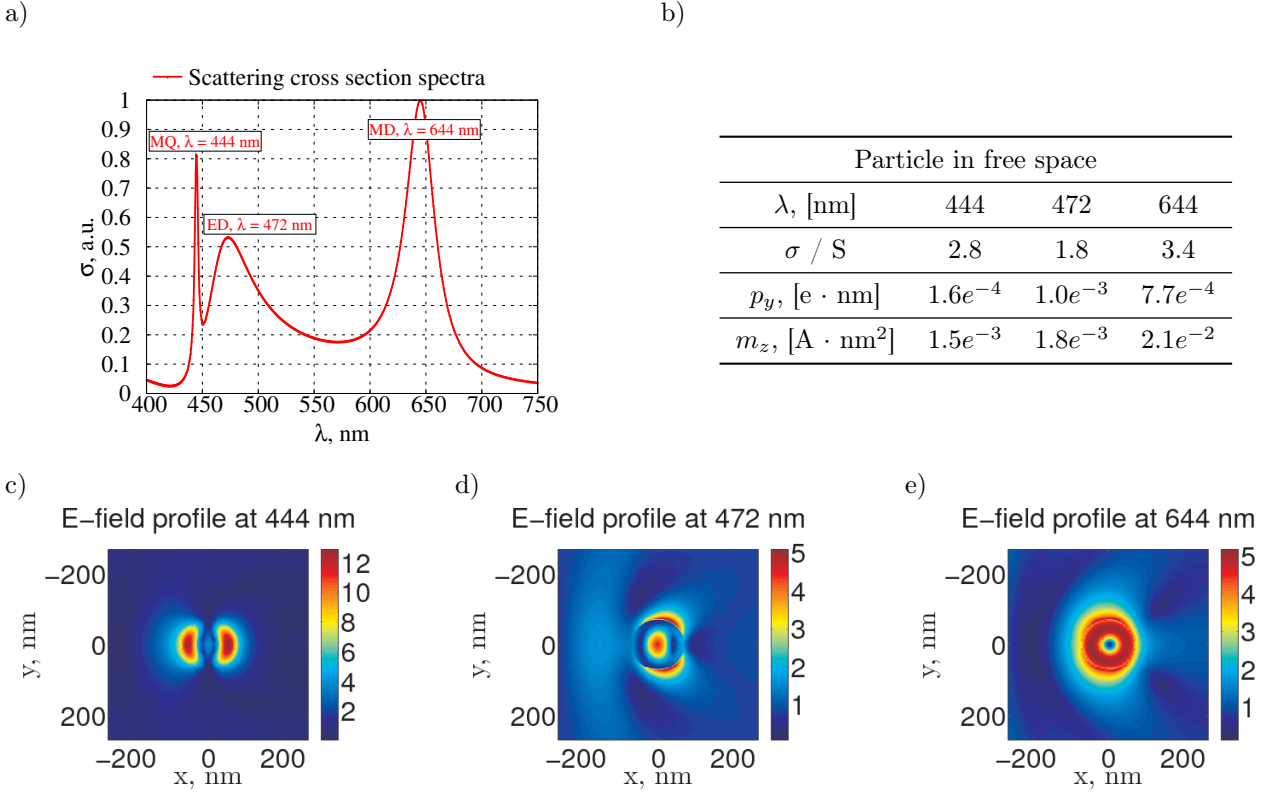 a)
b)
Scattering cross section spectra
1
0.9
0.8
0.7
0.6
0.5
0.4
0.3
0.2
0.1
0
σ, a.u.
MQ, λ = 444 nm
ED, λ = 472 nm
MD, λ = 644 nm
400 450 500 550 600 650 700 750
λ, nm
Particle in free space
λ, [nm] 444 472 644
σ / S 2.8 1.8 3.4
p_y, [e · nm] 1.6e⁻⁴ 1.0e⁻³ 7.7e⁻⁴
m_z, [A · nm²] 1.5e⁻³ 1.8e⁻³ 2.1e⁻²
c)
E−field profile at 444 nm
−200
0
200
y, nm
−200 0 200
x, nm
12
10
8
6
4
2
d)
E−field profile at 472 nm
−200
0
200
y, nm
−200 0 200
x, nm
5
4
3
2
1
e)
E−field profile at 644 nm
−200
0
200
y, nm
−200 0 200
x, nm
5
4
3
2
1